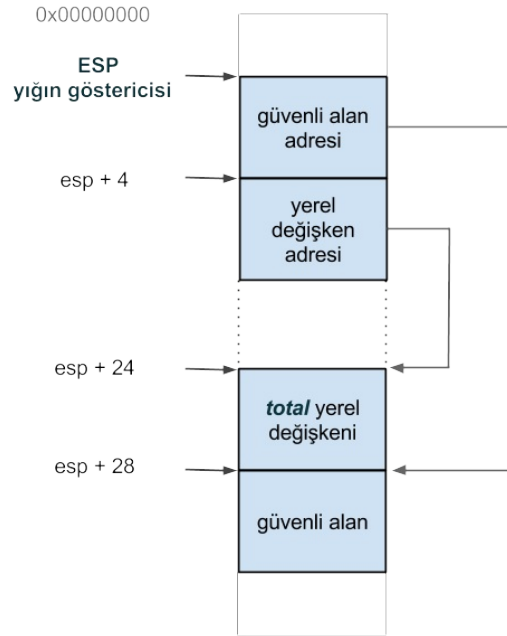 0x00000000
ESP
yığın göstericisi
güvenli alan
adresi
esp + 4
yerel
değişken
adresi
esp + 24
total yerel
değişkeni
esp + 28
güvenli alan